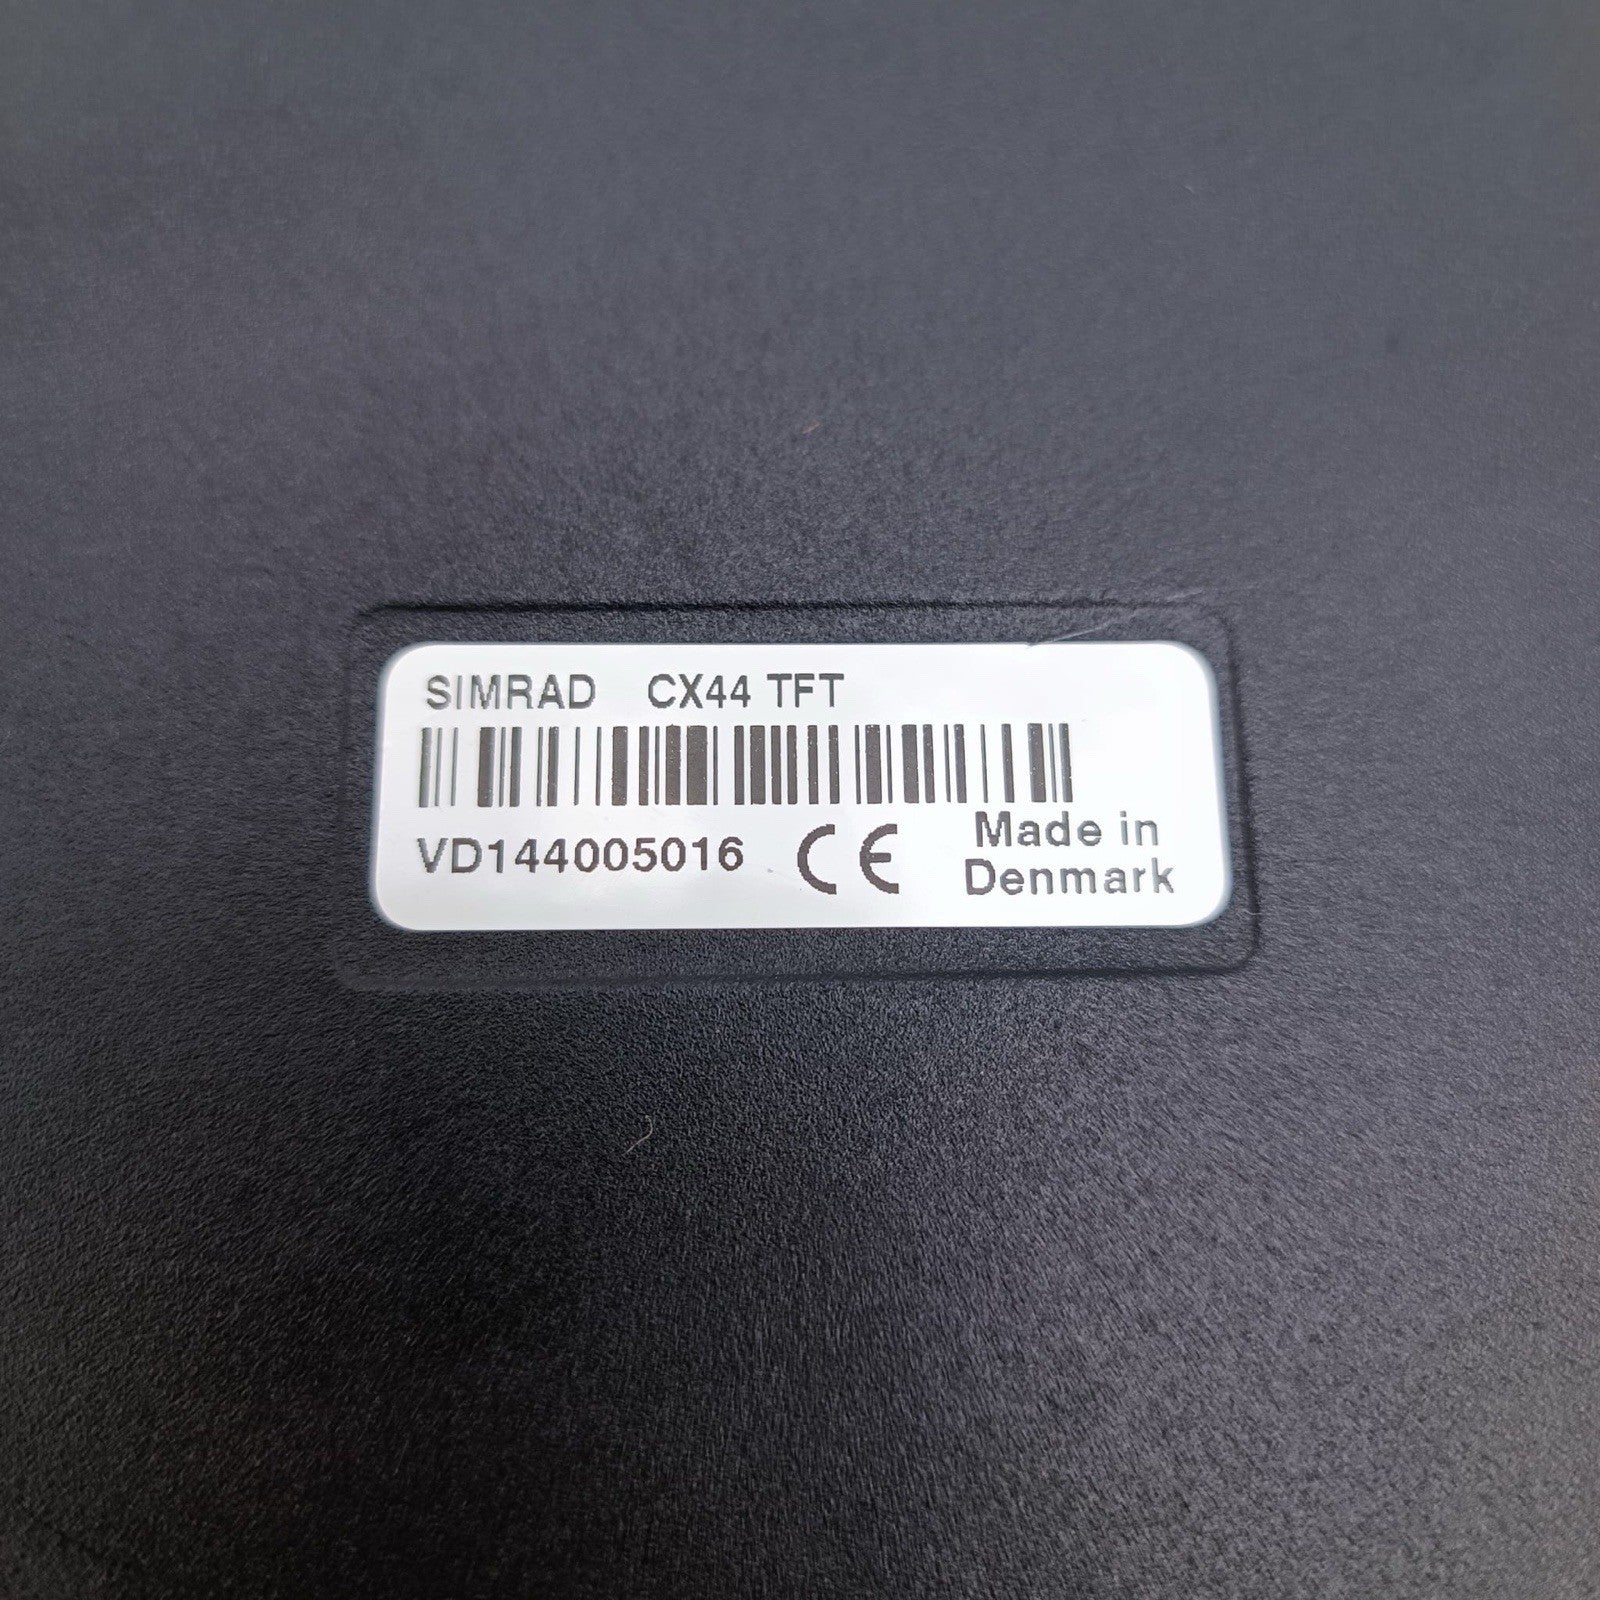 SIMRAD CX44 TFT
VD144005016 CE Made in
Denmark